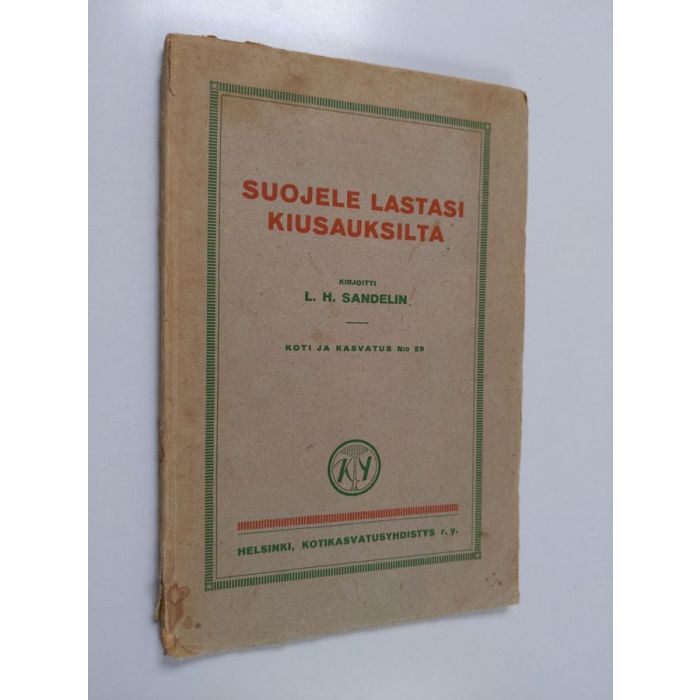 SUOJELE LASTASI
KIUSAUKSILTA
KIRJOITTI
L. H. SANDELIN
KOTI JA KASVATUS N:o 29
KY
HELSINKI, KOTIKASVATUSYHDISTYS r. y.